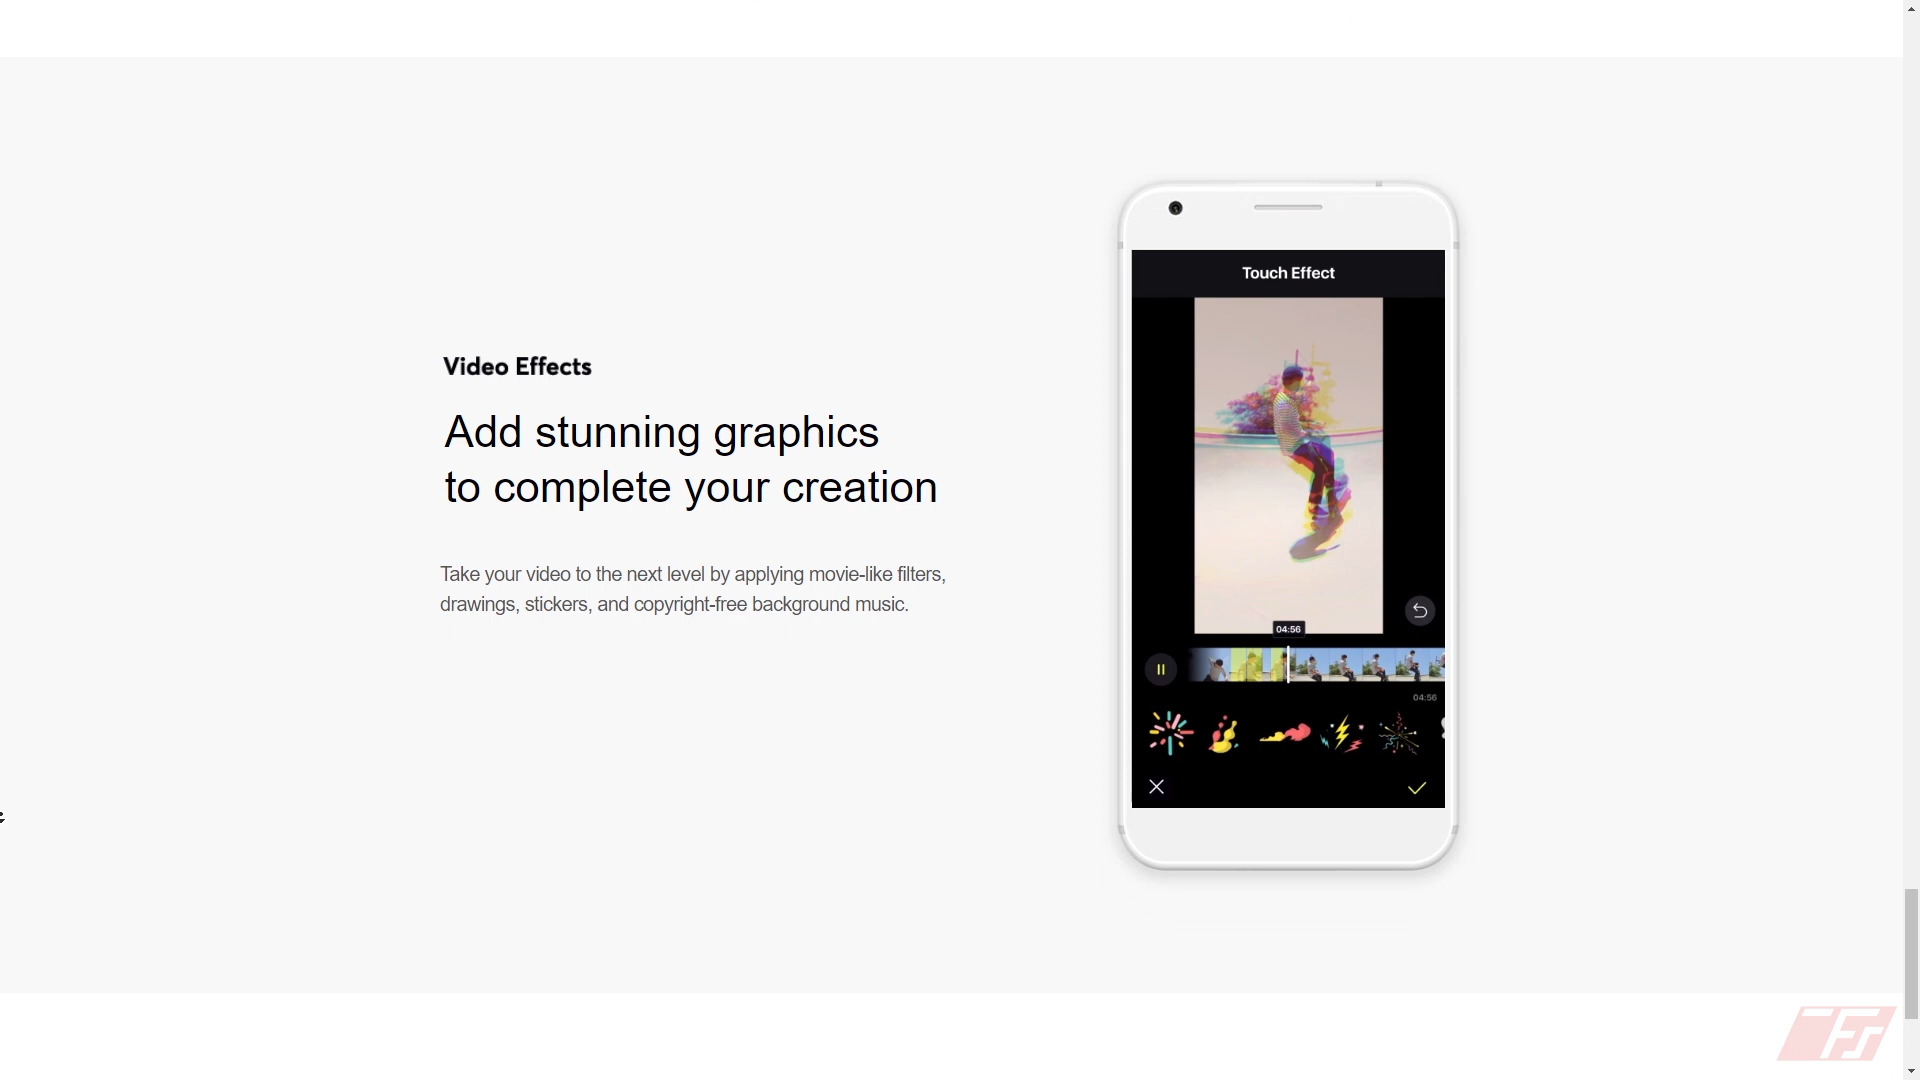 Touch Effect
Video Effects
Add stunning graphics
to complete your creation
Take your video to the next level by applying movie-like filters,
drawings, stickers, and copyright-free background music.
04:56
04:56